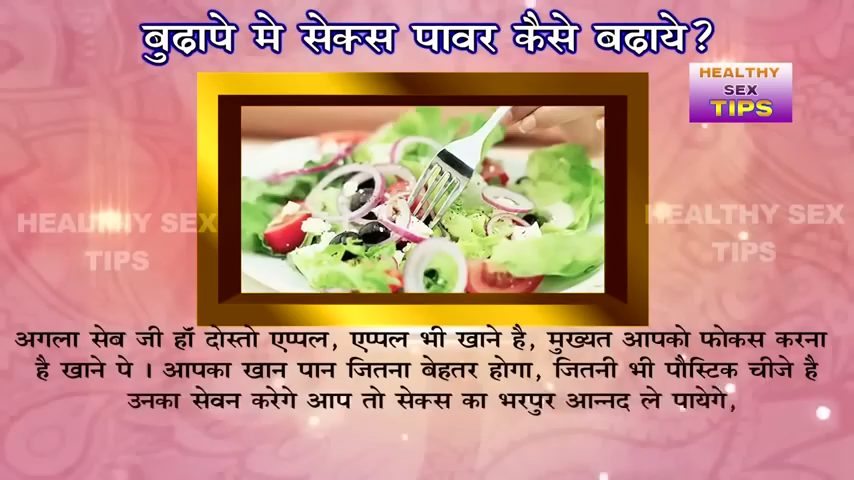 बुढापे मे सेक्स पावर कैसे बढाये?
HEALTHY
SEX
TIPS
HEALTHY SEX
TIPS
HEALTHY SEX
TIPS
अगला सेब जी हॉ दोस्तो एप्पल, एप्पल भी खाने है, मुख्यत आपको फोकस करना
है खाने पे । आपका खान पान जितना बेहतर होगा, जितनी भी पौस्टिक चीजे है
उनका सेवन करेगे आप तो सेक्स का भरपुर आन्नद ले पायेगे,